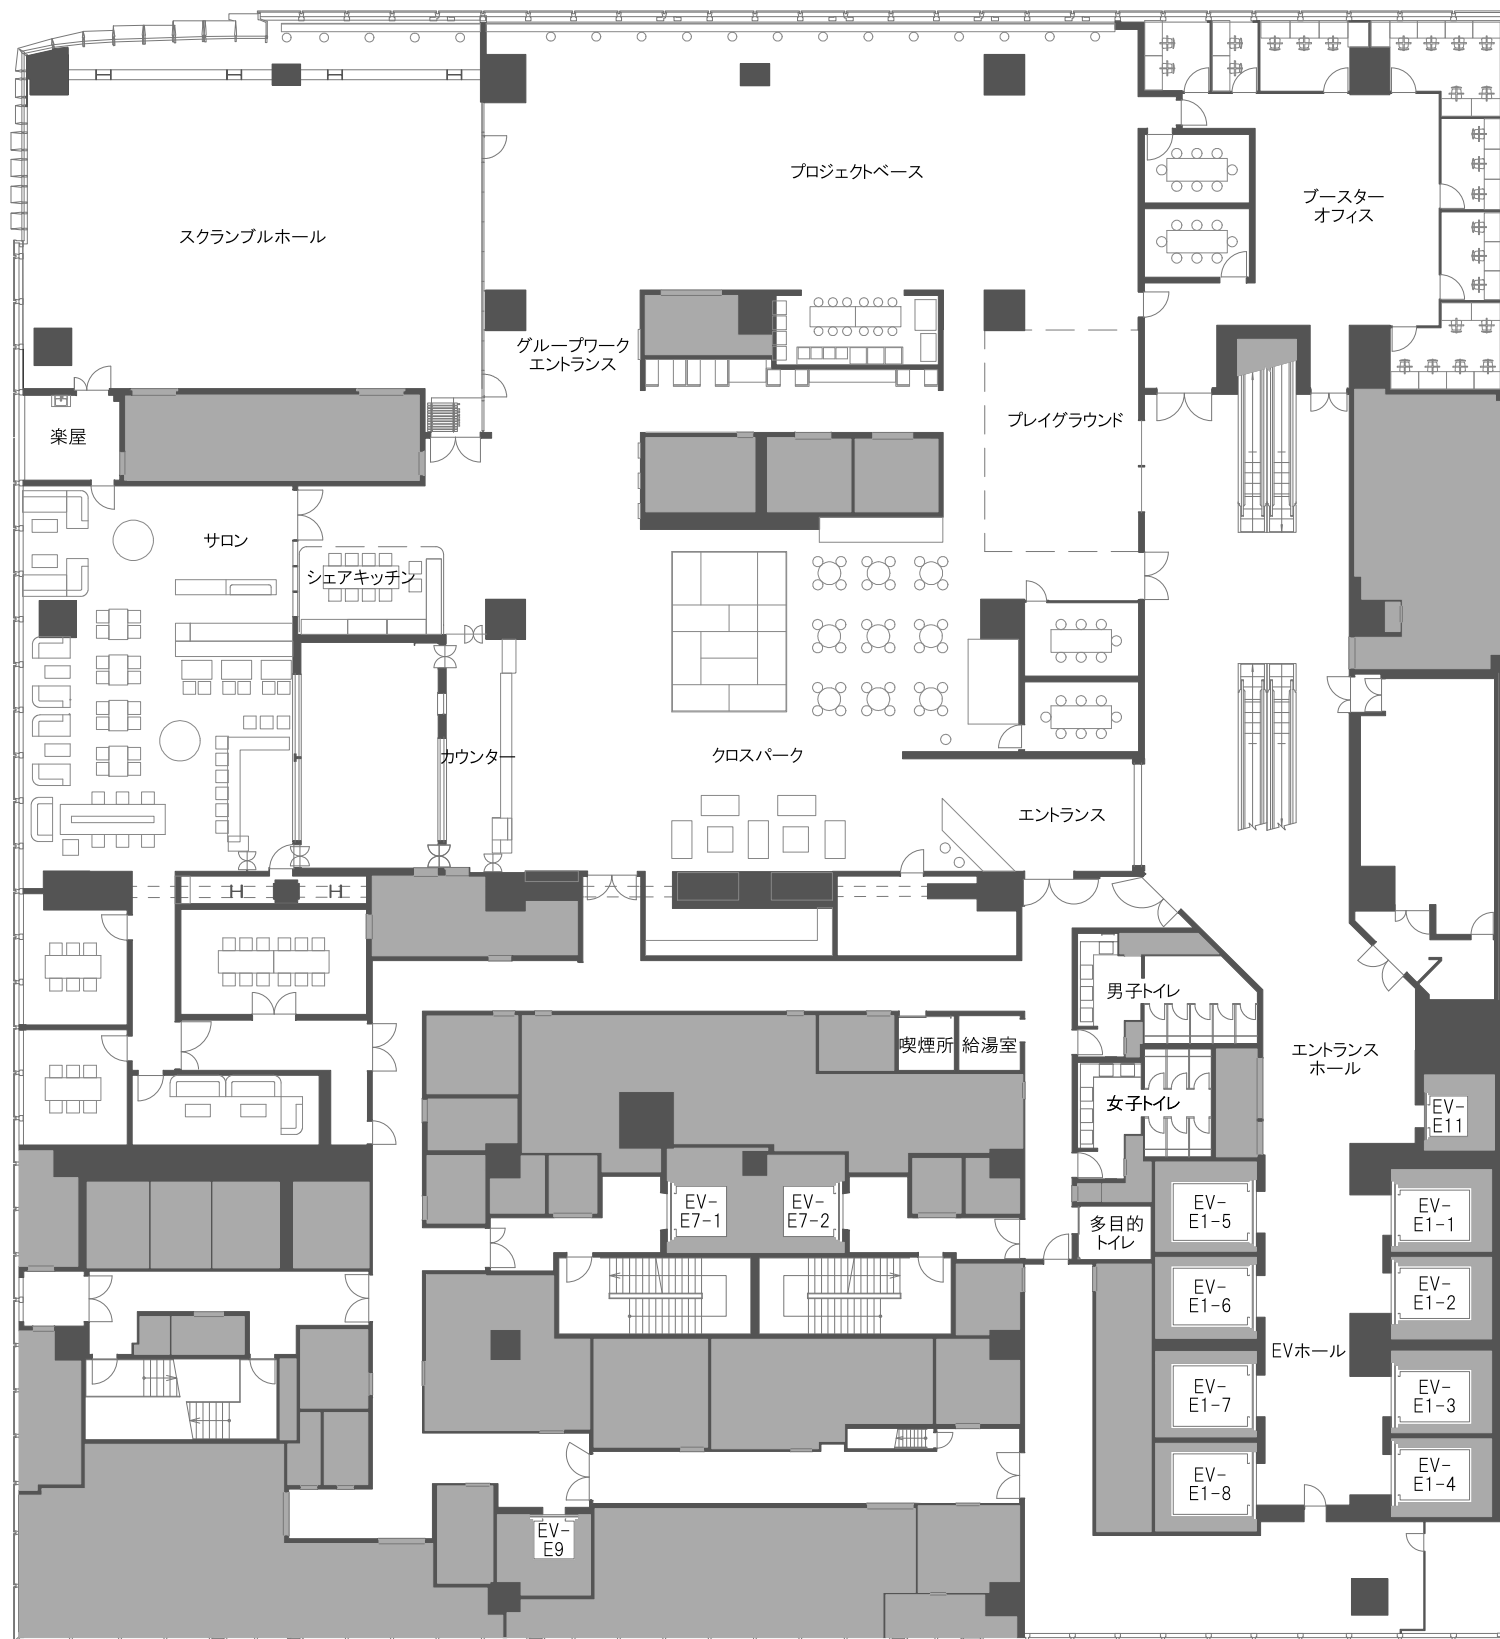 プロジェクトベース
ブースター
オフィス
スクランブルホール
グループワーク
エントランス
プレイグラウンド
楽屋
サロン
シェアキッチン
カウンター
クロスパーク
エントランス
男子トイレ
喫煙所
給湯室
エントランス
ホール
女子トイレ
EV-
E11
EV-
E7-1
EV-
E7-2
多目的
トイレ
EV-
E1-5
EV-
E1-1
EV-
E1-6
EV-
E1-2
EVホール
EV-
E1-7
EV-
E1-3
EV-
E1-8
EV-
E1-4
EV-
E9